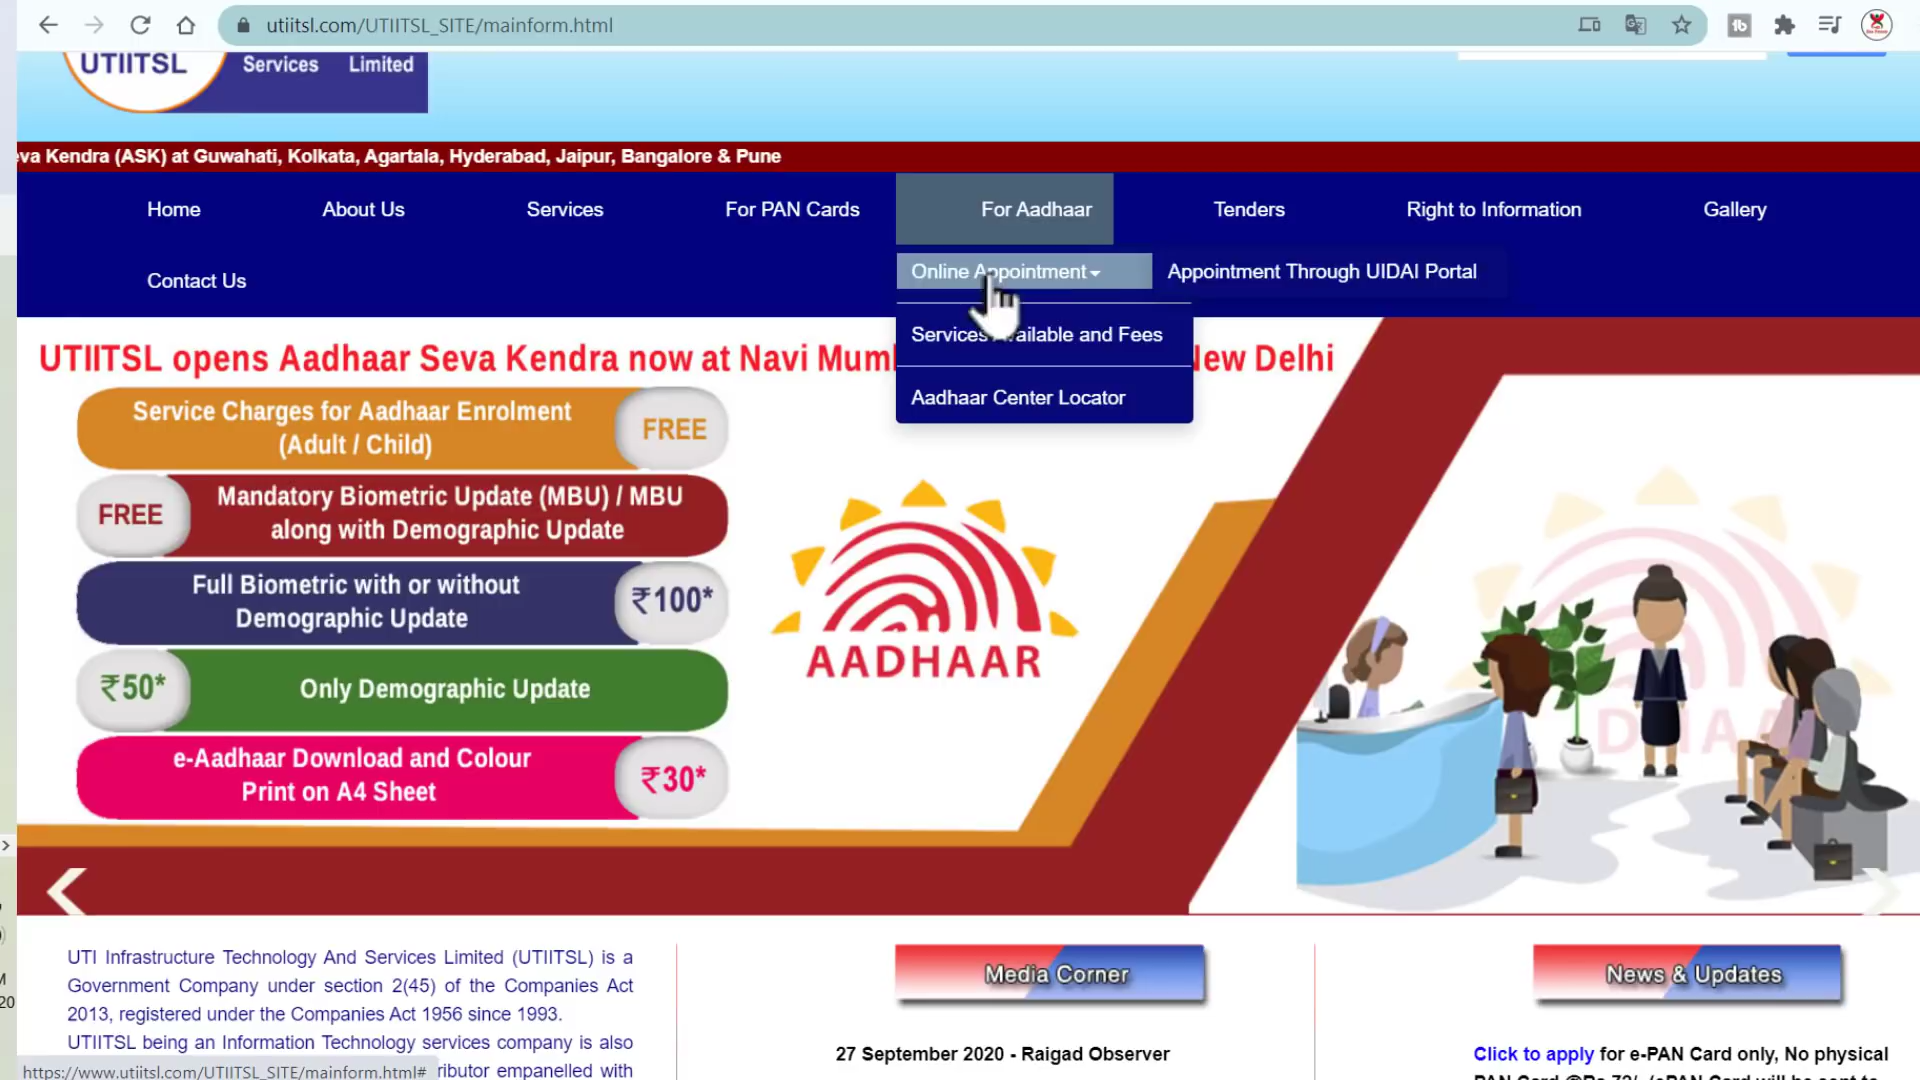 utiitsl.com/UTIITSL_SITE/mainform.html
UTIITSL
Services Limited
eva Kendra (ASK) at Guwahati, Kolkata, Agartala, Hyderabad, Jaipur, Bangalore & Pune
Home
About Us
Services
For PAN Cards
For Aadhaar
Tenders
Right to Information
Gallery
Contact Us
Online Appointment
Appointment Through UIDAI Portal
Services and Fees
Aadhaar Center Locator
UTIITSL opens Aadhaar Seva Kendra now at Navi New Delhi
Service Charges for Aadhaar Enrolment
(Adult / Child)
FREE
FREE
Mandatory Biometric Update (MBU) / MBU
along with Demographic Update
Full Biometric with or without
Demographic Update
₹100*
₹50*
Only Demographic Update
e-Aadhaar Download and Colour
Print on A4 Sheet
₹30*
AADHAAR
UTI Infrastructure Technology And Services Limited (UTIITSL) is a
Government Company under section 2(45) of the Companies Act
2013, registered under the Companies Act 1956 since 1993.
UTIITSL being an Information Technology services company is also
empanelled with
https://www.utiitsl.com/UTIITSL_SITE/mainform.html#
Media Corner
27 September 2020 - Raigad Observer
News & Updates
Click to apply for e-PAN Card only, No physical